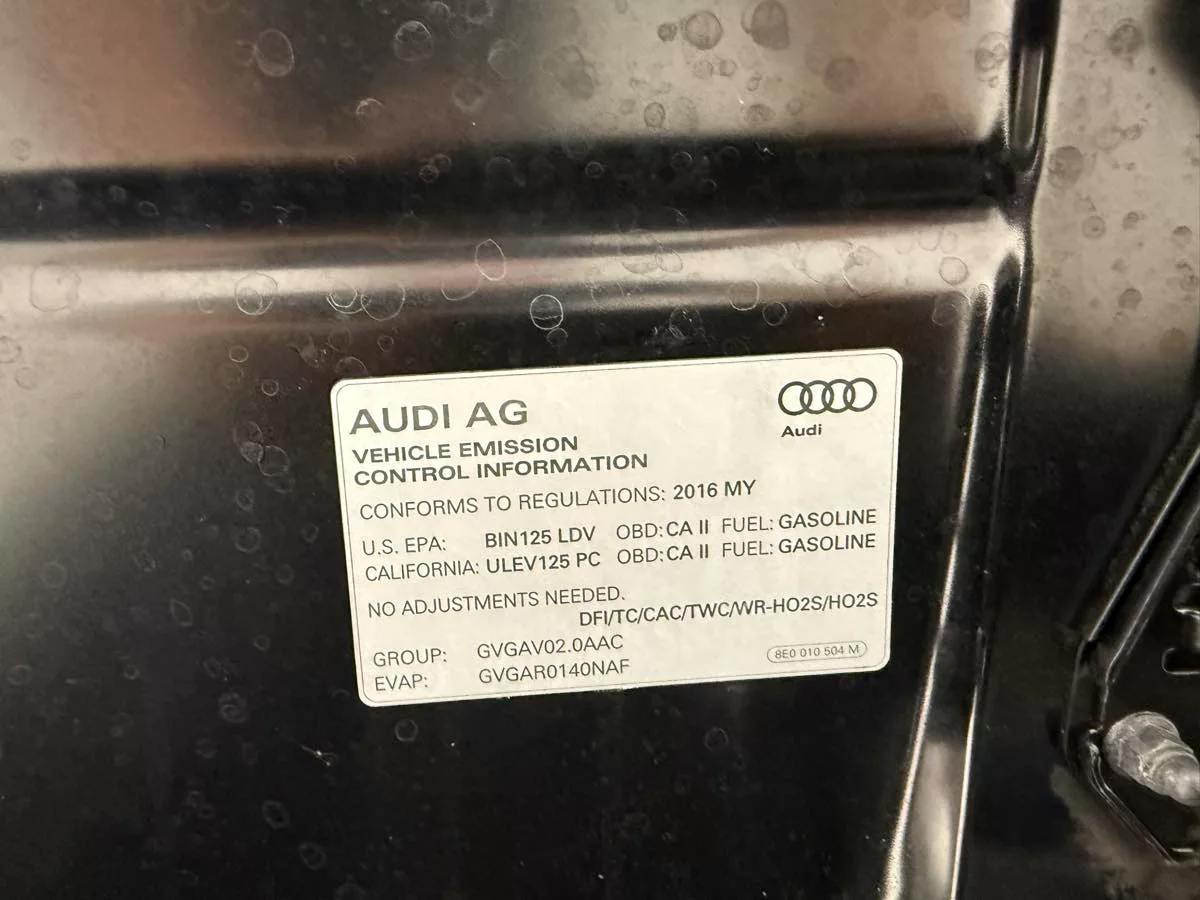 AUDI AG
Audi
VEHICLE EMISSION
CONTROL INFORMATION
CONFORMS TO REGULATIONS: 2016 MY
U.S. EPA: BIN125 LDV OBD: CA II FUEL: GASOLINE
CALIFORNIA: ULEV125 PC OBD: CA II FUEL: GASOLINE
NO ADJUSTMENTS NEEDED.
DFI/TC/CAC/TWC/WR-HO2S/HO2S
GROUP: GVGAV02.0AAC
EVAP: GVGAR0140NAF
8E0 010 504 M